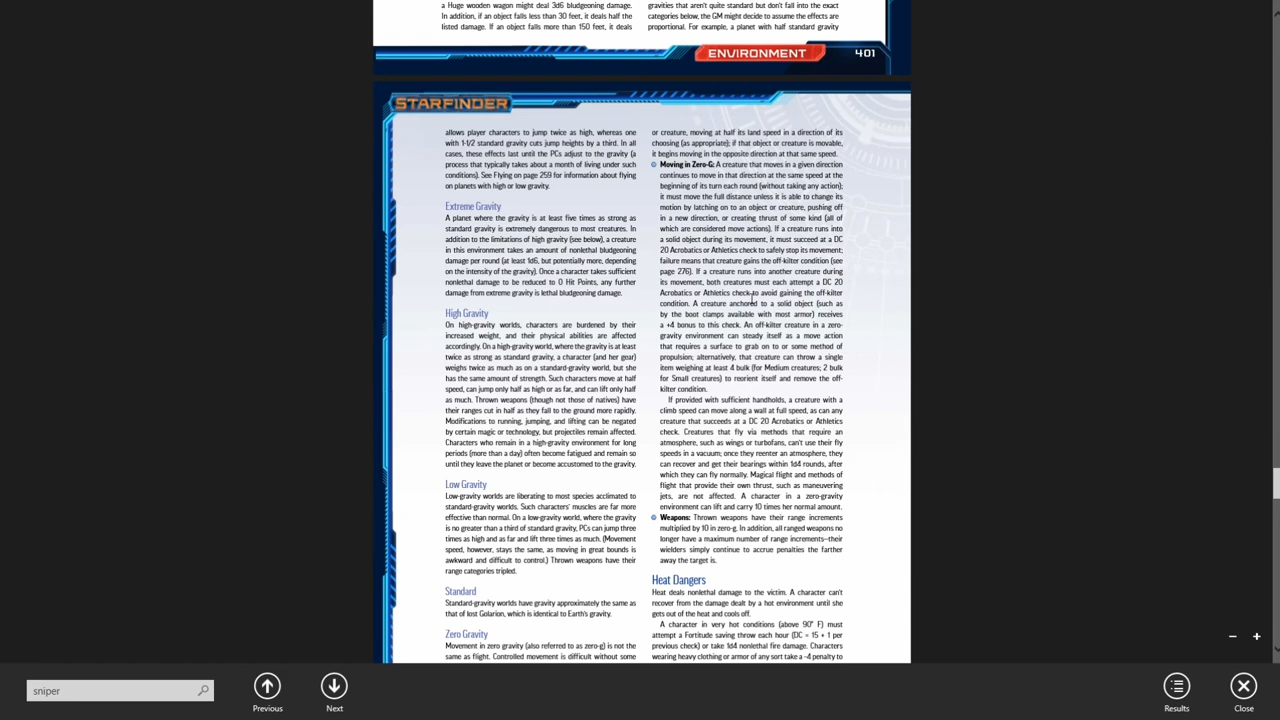 a Huge wooden wagon might deal 3d6 bludgeoning damage.
In addition, if an object falls less than 30 feet, it deals half the
listed damage. If an object falls more than 150 feet, it deals
gravities that aren't quite standard but don't fall into the exact
categories below, the GM might decide to assume the effects are
proportional. For example, a planet with half standard gravity
ENVIRONMENT
401
STARFINDER
allows player characters to jump twice as high, whereas one
with 1-1/2 standard gravity cuts jump heights by a third. In all
cases, these effects last until the PCs adjust to the gravity (a
process that typically takes about a month of living under such
conditions). See Flying on page 259 for information about flying
on planets with high or low gravity.
Extreme Gravity
A planet where the gravity is at least five times as strong as
standard gravity is extremely dangerous to most creatures. In
addition to the limitations of high gravity (see below), a creature
in this environment takes an amount of nonlethal bludgeoning
damage per round (at least 1d6, but potentially more, depending
on the intensity of the gravity). Once a character takes sufficient
nonlethal damage to be reduced to 0 Hit Points, any further
damage from extreme gravity is lethal bludgeoning damage.
High Gravity
On high-gravity worlds, characters are burdened by their
increased weight, and their physical abilities are affected
accordingly. On a high-gravity world, where the gravity is at least
twice as strong as standard gravity, a character (and her gear)
weighs twice as much as on a standard-gravity world, but she
has the same amount of strength. Such characters move at half
speed, can jump only half as high or as far, and can lift only half
as much. Thrown weapons (though not those of natives) have
their ranges cut in half as they fall to the ground more rapidly.
Modifications to running, jumping, and lifting can be negated
by certain magic or technology, but projectiles remain affected.
Characters who remain in a high-gravity environment for long
periods (more than a day) often become fatigued and remain so
until they leave the planet or become accustomed to the gravity.
Low Gravity
Low-gravity worlds are liberating to most species acclimated to
standard-gravity worlds. Such characters' muscles are far more
effective than normal. On a low-gravity world, where the gravity
is no greater than a third of standard gravity, PCs can jump three
times as high and as far and lift three times as much. (Movement
speed, however, stays the same, as moving in great bounds is
awkward and difficult to control.) Thrown weapons have their
range categories tripled.
Standard
Standard-gravity worlds have gravity approximately the same as
that of lost Golarion, which is identical to Earth's gravity.
Zero Gravity
Movement in zero gravity (also referred to as zero-g) is not the
same as flight. Controlled movement is difficult without some
or creature, moving at half its land speed in a direction of its
choosing (as appropriate); if that object or creature is movable,
it begins moving in the opposite direction at that same speed.
Moving in Zero-G: A creature that moves in a given direction
continues to move in that direction at the same speed at the
beginning of its turn each round (without taking any action);
it must move the full distance unless it is able to change its
motion by latching on to an object or creature, pushing off
in a new direction, or creating thrust of some kind (all of
which are considered move actions). If a creature runs into
a solid object during its movement, it must succeed at a DC
20 Acrobatics or Athletics check to safely stop its movement;
failure means that creature gains the off-kilter condition (see
page 276). If a creature runs into another creature during
its movement, both creatures must each attempt a DC 20
Acrobatics or Athletics check to avoid gaining the off-kilter
condition. A creature anchored to a solid object (such as
by the boot clamps available with most armor) receives
a +4 bonus to this check. An off-kilter creature in a zero-
gravity environment can steady itself as a move action
that requires a surface to grab on to or some method of
propulsion; alternatively, that creature can throw a single
item weighing at least 4 bulk (for Medium creatures; 2 bulk
for Small creatures) to reorient itself and remove the off-
kilter condition.
If provided with sufficient handholds, a creature with a
climb speed can move along a wall at full speed, as can any
creature that succeeds at a DC 20 Acrobatics or Athletics
check. Creatures that fly via methods that require an
atmosphere, such as wings or turbofans, can't use their fly
speeds in a vacuum; once they reenter an atmosphere, they
can recover and get their bearings within 1d4 rounds, after
which they can fly normally. Magical flight and methods of
flight that provide their own thrust, such as maneuvering
jets, are not affected. A character in a zero-gravity
environment can lift and carry 10 times her normal amount.
Weapons: Thrown weapons have their range increments
multiplied by 10 in zero-g. In addition, all ranged weapons no
longer have a maximum number of range increments—their
wielders simply continue to accrue penalties the farther
away the target is.
Heat Dangers
Heat deals nonlethal damage to the victim. A character can't
recover from the damage dealt by a hot environment until she
gets out of the heat and cools off.
A character in very hot conditions (above 90° F) must
attempt a Fortitude saving throw each hour (DC = 15 + 1 per
previous check) or take 1d4 nonlethal fire damage. Characters
wearing heavy clothing or armor of any sort take a -4 penalty to
sniper
Previous
Next
Results
Close